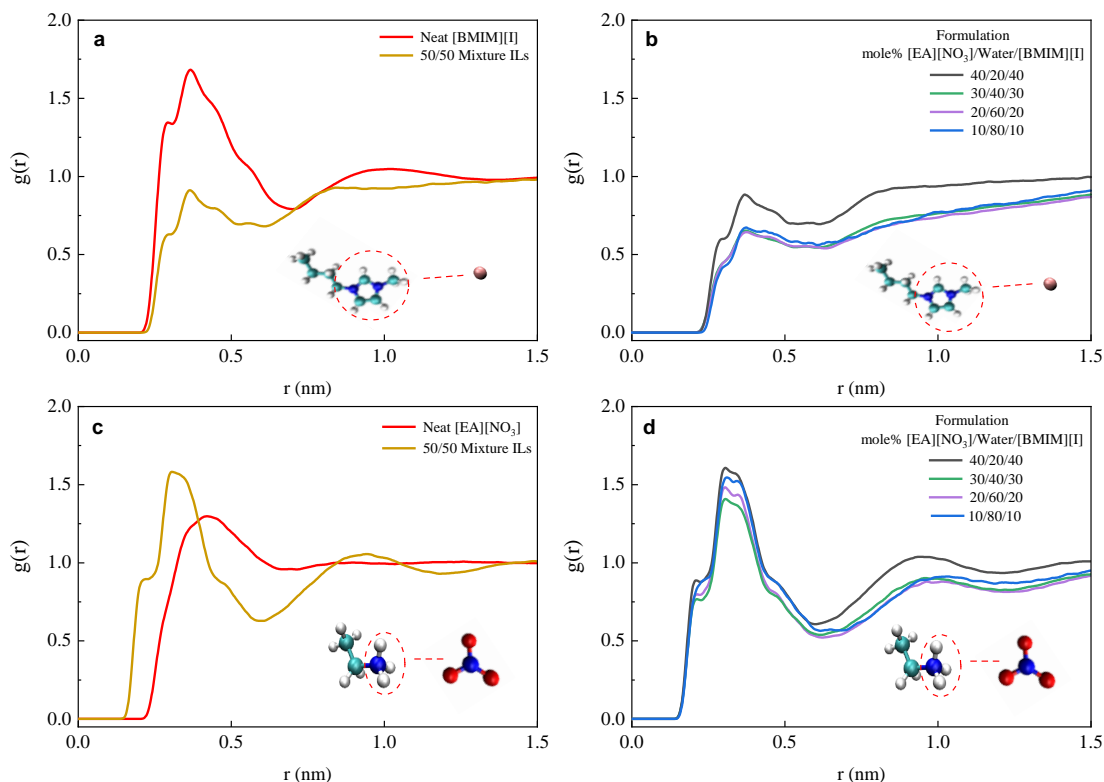 a
Neat [BMIM][I]
50/50 Mixture ILs
2.0
1.5
1.0
0.5
0.0
g(r)
0.0 0.5 1.0 1.5
r (nm)
b
Formulation
mole% [EA][NO₃]/Water/[BMIM][I]
40/20/40
30/40/30
20/60/20
10/80/10
2.0
1.5
1.0
0.5
0.0
g(r)
0.0 0.5 1.0 1.5
r (nm)
c
Neat [EA][NO₃]
50/50 Mixture ILs
2.0
1.5
1.0
0.5
0.0
g(r)
0.0 0.5 1.0 1.5
r (nm)
d
Formulation
mole% [EA][NO₃]/Water/[BMIM][I]
40/20/40
30/40/30
20/60/20
10/80/10
2.0
1.5
1.0
0.5
0.0
g(r)
0.0 0.5 1.0 1.5
r (nm)